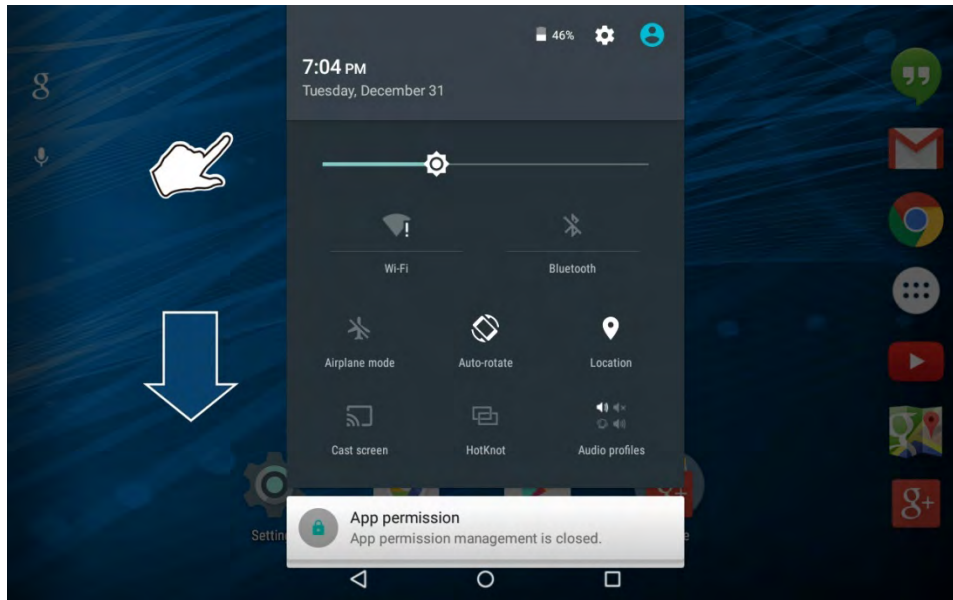 46%
7:04 PM
Tuesday, December 31
g
Wi-Fi
Bluetooth
Airplane mode
Auto-rotate
Location
Cast screen
HotKnot
Audio profiles
g+
Settin
App permission
App permission management is closed.